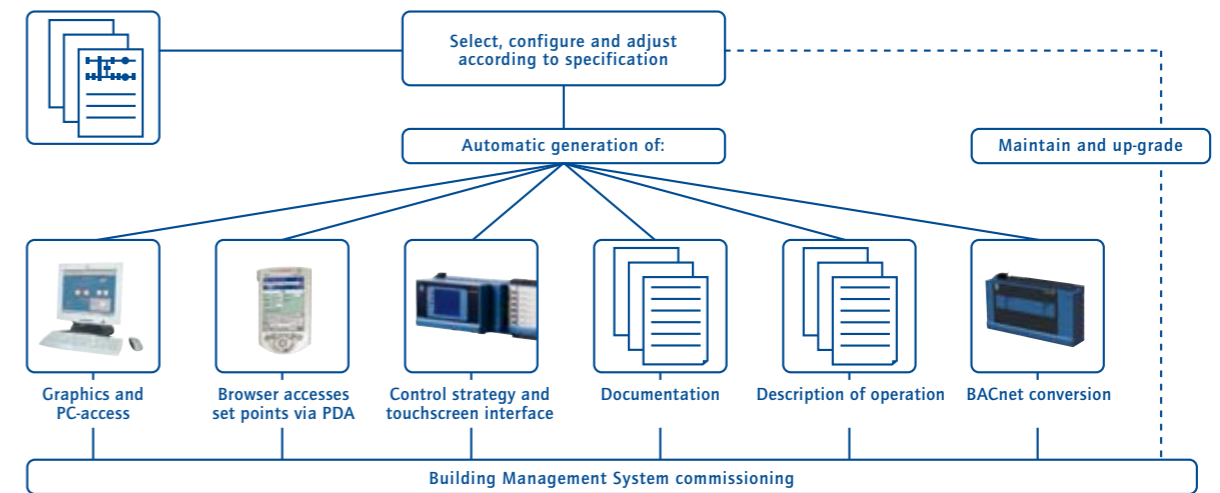 Select, configure and adjust
according to specification
Automatic generation of:
Maintain and up-grade
Graphics and
PC-access
Browser accesses
set points via PDA
Control strategy and
touchscreen interface
Documentation
Description of operation
BACnet conversion
Building Management System commissioning